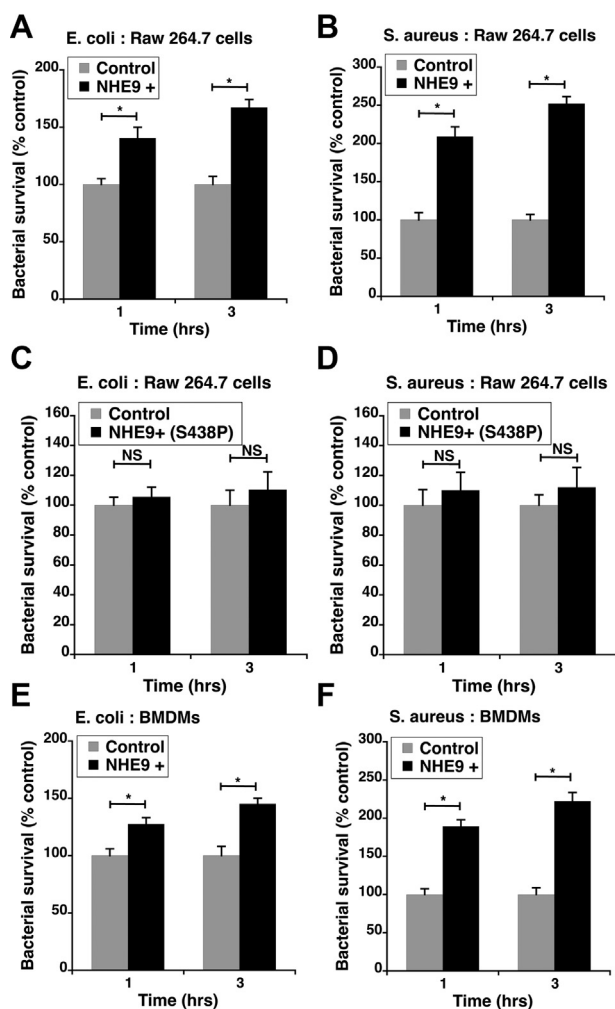 A
E. coli : Raw 264.7 cells
Control
NHE9 +
*
*
Bacterial survival (% control)
200
150
100
50
0
1
3
Time (hrs)
B
S. aureus : Raw 264.7 cells
Control
NHE9 +
*
*
Bacterial survival (% control)
300
250
200
150
100
50
0
1
3
Time (hrs)
C
E. coli : Raw 264.7 cells
Control
NHE9+ (S438P)
NS
NS
Bacterial survival (% control)
160
140
120
100
80
60
40
20
0
1
3
Time (hrs)
D
S. aureus : Raw 264.7 cells
Control
NHE9+ (S438P)
NS
NS
Bacterial survival (% control)
160
140
120
100
80
60
40
20
0
1
3
Time (hrs)
E
E. coli : BMDMs
Control
NHE9 +
*
*
Bacterial survival (% control)
200
150
100
50
0
1
3
Time (hrs)
F
S. aureus : BMDMs
Control
NHE9 +
*
*
Bacterial survival (% control)
300
250
200
150
100
50
0
1
3
Time (hrs)